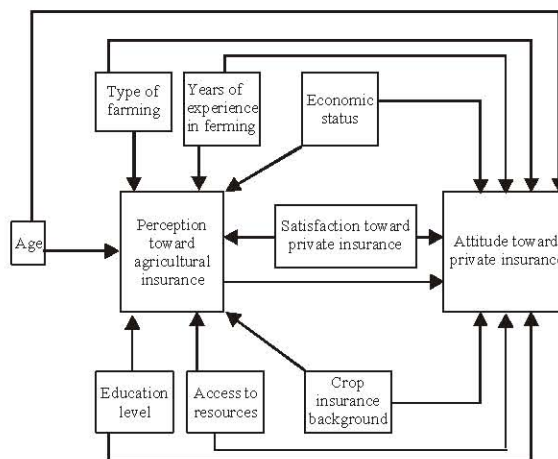 Type of
farming
Years of
experience
in ferming
Economic
status
Age
Perception
toward
agricultural
insurance
Satisfaction toward
private insurance
Attitude toward
private insurance
Education
level
Access to
resources
Crop
insurance
background